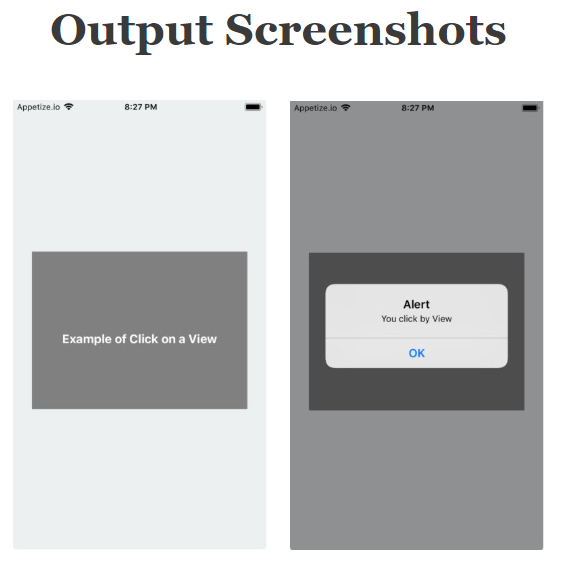 Output Screenshots
Appetize.io 8:27 PM
Example of Click on a View
Appetize.io 8:27 PM
Alert
You click by View
OK